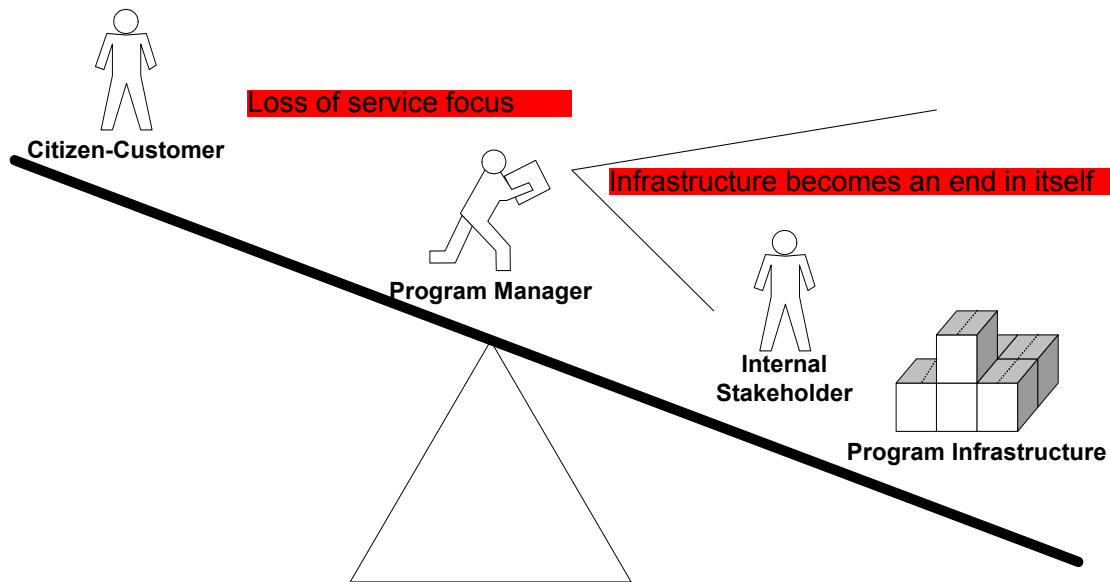 Loss of service focus
Citizen-Customer
Infrastructure becomes an end in itself
Program Manager
Internal
Stakeholder
Program Infrastructure